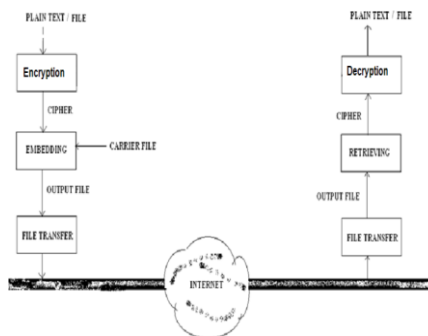 PLAIN TEXT / FILE
Encryption
CIPHER
EMBEDDING
CARRIER FILE
OUTPUT FILE
FILE TRANSFER
INTERNET
PLAIN TEXT / FILE
Decryption
CIPHER
RETRIEVING
OUTPUT FILE
FILE TRANSFER